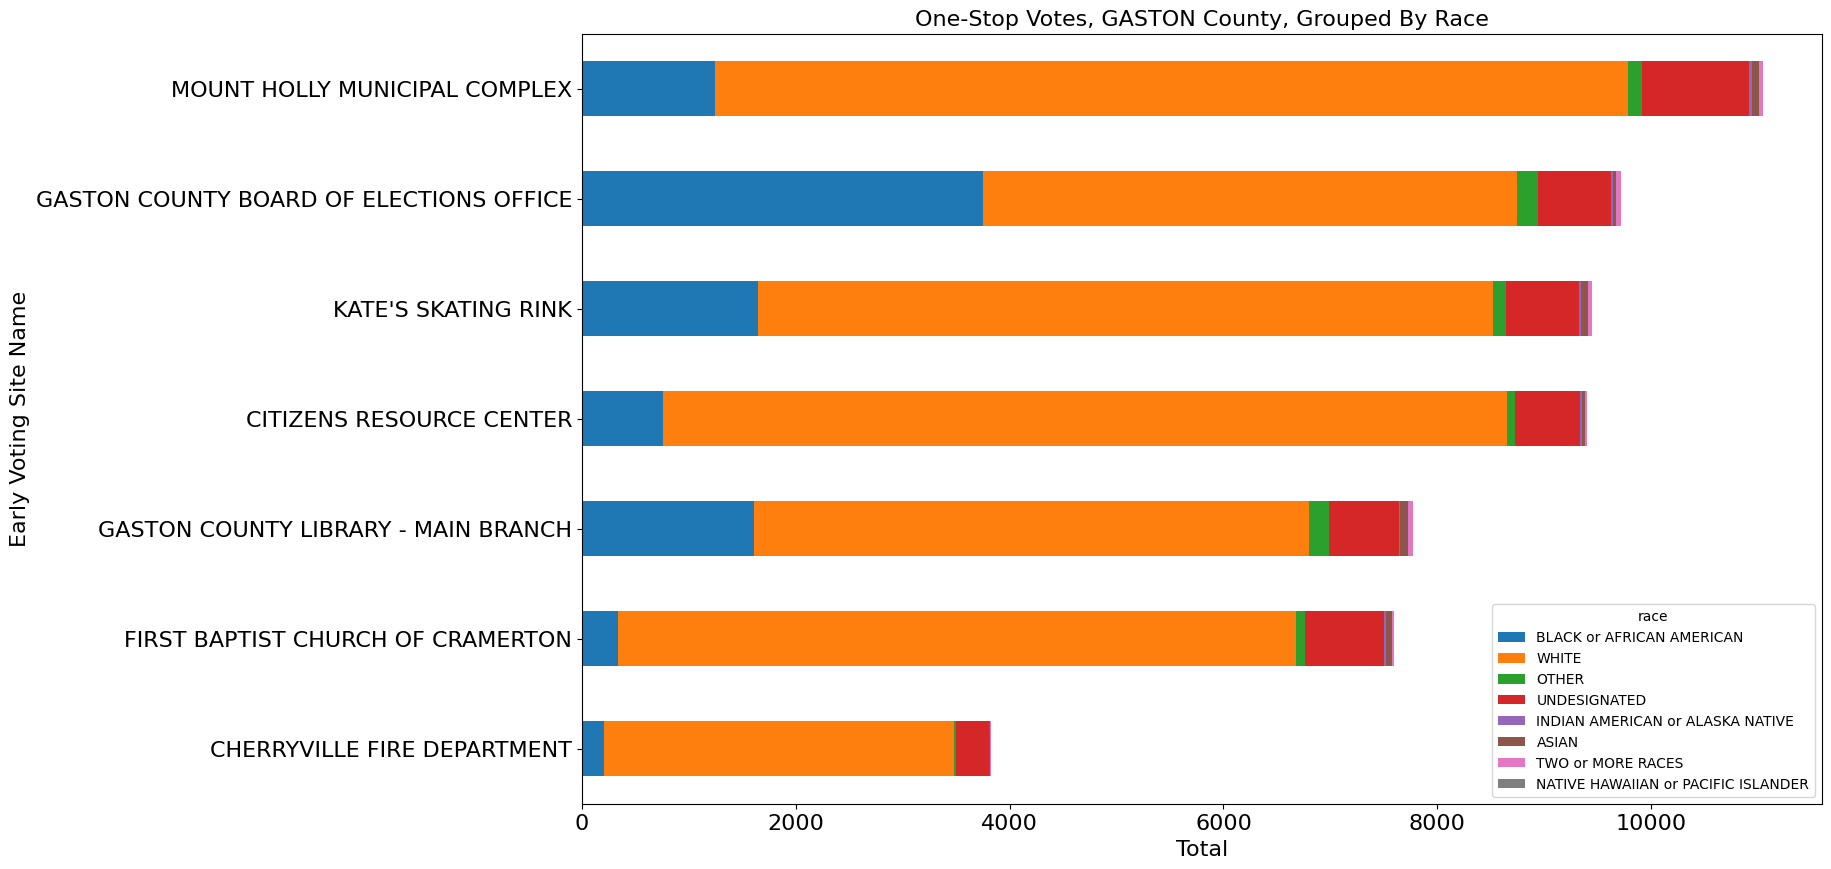 One-Stop Votes, GASTON County, Grouped By Race
Early Voting Site Name
MOUNT HOLLY MUNICIPAL COMPLEX
GASTON COUNTY BOARD OF ELECTIONS OFFICE
KATE'S SKATING RINK
CITIZENS RESOURCE CENTER
GASTON COUNTY LIBRARY - MAIN BRANCH
FIRST BAPTIST CHURCH OF CRAMERTON
CHERRYVILLE FIRE DEPARTMENT
race
BLACK or AFRICAN AMERICAN
WHITE
OTHER
UNDESIGNATED
INDIAN AMERICAN or ALASKA NATIVE
ASIAN
TWO or MORE RACES
NATIVE HAWAIIAN or PACIFIC ISLANDER
0 2000 4000 6000 8000 10000
Total